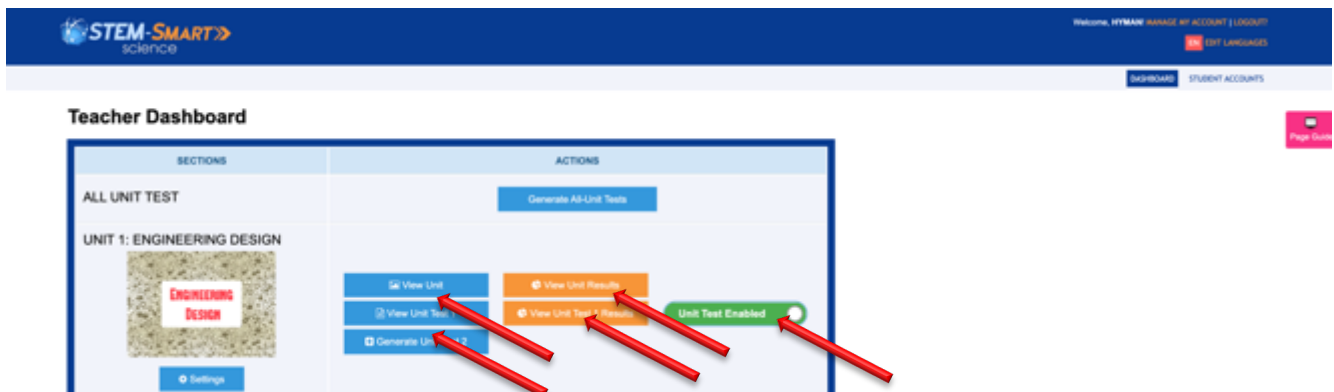 STEM-SMART
science
Welcome, HYMAN! MANAGE MY ACCOUNT | LOGOUT!
EN EDIT LANGUAGES
DASHBOARD STUDENT ACCOUNTS
Page Guide
Teacher Dashboard
SECTIONS ACTIONS
ALL UNIT TEST Generate All-Unit Tests
UNIT 1: ENGINEERING DESIGN
ENGINEERING
DESIGN
View Unit View Unit Results
View Unit Test 1 View Unit Test 1 Results Unit Test Enabled
Generate 2
Settings